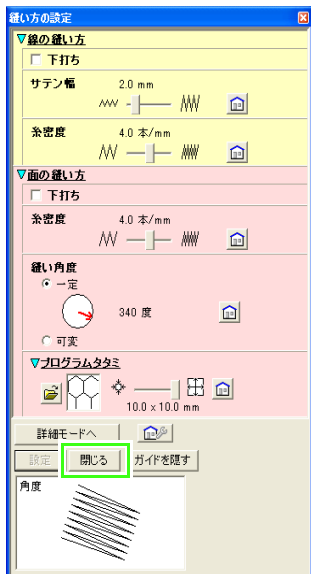 縫い方の設定
▽線の縫い方
下打ち
サテン幅 2.0 mm
糸密度 4.0 本/mm
▽面の縫い方
下打ち
糸密度 4.0 本/mm
縫い角度
一定
340 度
可変
▽プログラムタタミ
10.0 x 10.0 mm
詳細モードへ
設定 閉じる ガイドを隠す
角度